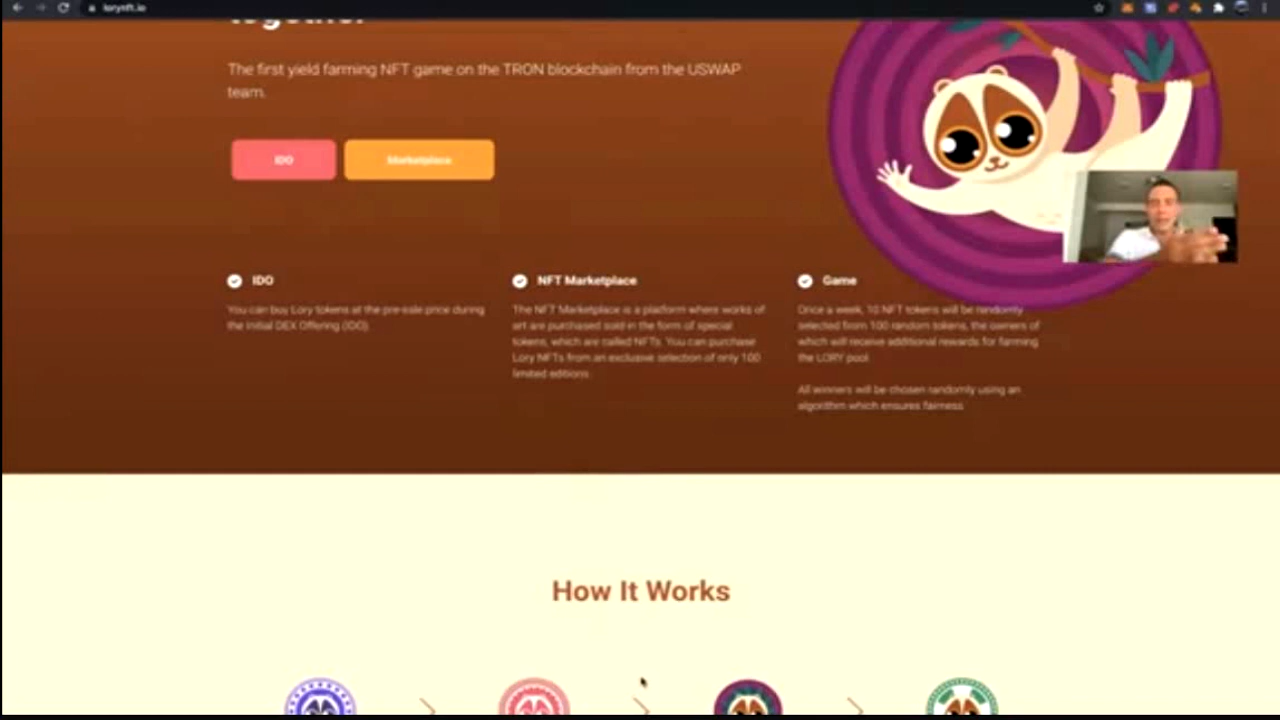 lorynft.io
together
The first yield farming NFT game on the TRON blockchain from the USWAP
team.
IDO
Marketplace
IDO
You can buy Lory tokens at the pre-sale price during
the Initial DEX Offering (IDO)
NFT Marketplace
The NFT Marketplace is a platform where works of
art are purchased sold in the form of special
tokens, which are called NFTs. You can purchase
Lory NFTs from an exclusive selection of only 100
limited editions.
Game
Once a week, 10 NFT tokens will be randomly
selected from 100 random tokens, the owners of
which will receive additional rewards for farming
the LORY pool.
All winners will be chosen randomly using an
algorithm which ensures fairness
How It Works